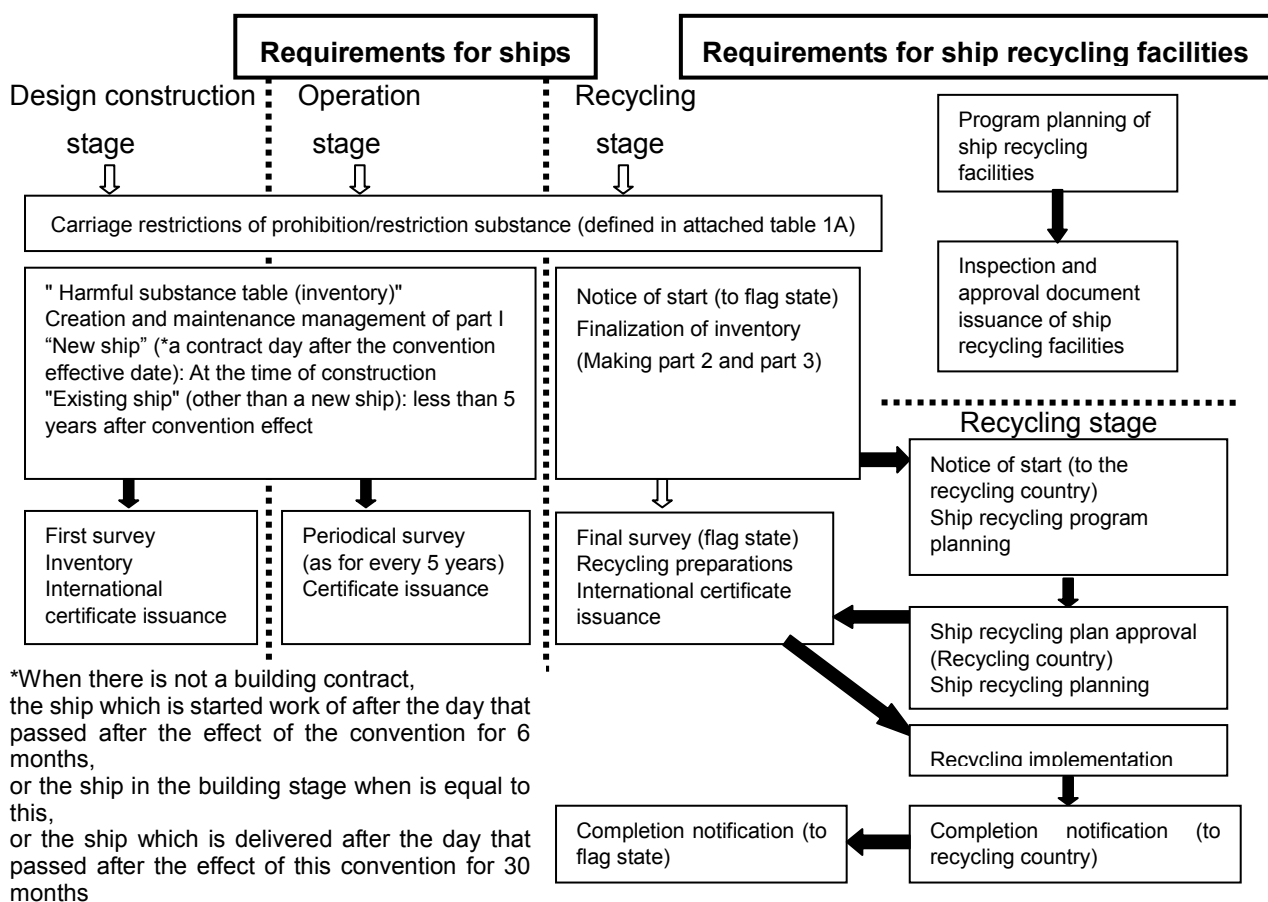 Requirements for ships
Requirements for ship recycling facilities
Design construction
stage
Operation
stage
Recycling
stage
Program planning of
ship recycling
facilities
Carriage restrictions of prohibition/restriction substance (defined in attached table 1A)
Inspection and
approval document
issuance of ship
recycling facilities
" Harmful substance table (inventory)"
Creation and maintenance management of part I
“New ship” (*a contract day after the convention
effective date): At the time of construction
"Existing ship" (other than a new ship): less than 5
years after convention effect
Notice of start (to flag state)
Finalization of inventory
(Making part 2 and part 3)
Recycling stage
Notice of start (to the
recycling country)
Ship recycling program
planning
First survey
Inventory
International
certificate issuance
Periodical survey
(as for every 5 years)
Certificate issuance
Final survey (flag state)
Recycling preparations
International certificate
issuance
Ship recycling plan approval
(Recycling country)
Ship recycling planning
*When there is not a building contract,
the ship which is started work of after the day that
passed after the effect of the convention for 6
months,
or the ship in the building stage when is equal to
this,
or the ship which is delivered after the day that
passed after the effect of this convention for 30
months
Recycling implementation
Completion notification (to
flag state)
Completion notification (to
recycling country)